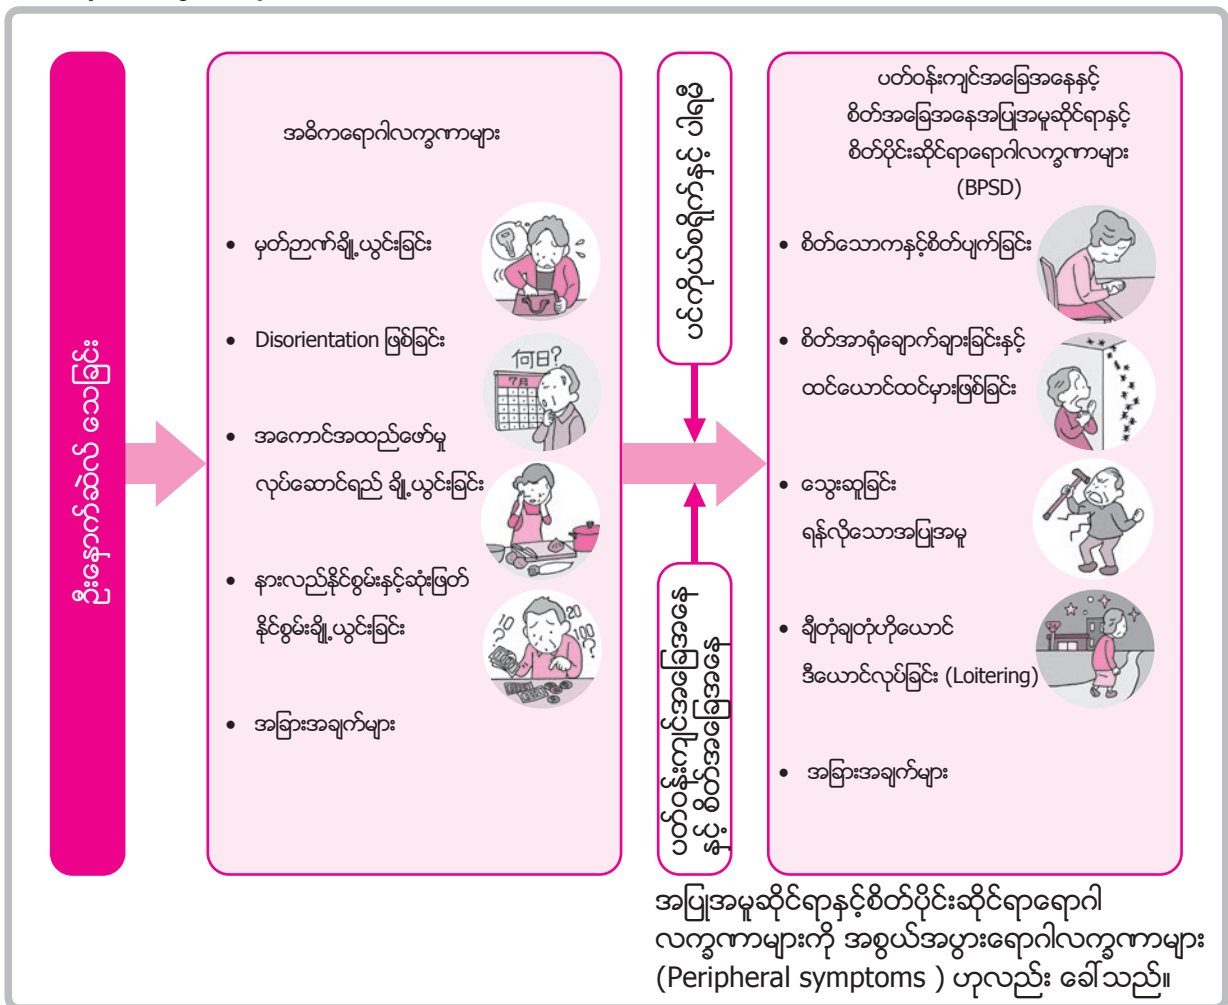 ဦးနှောက်ဆဲလ် သေခြင်း
အဓိကရောဂါလက္ခဏာများ
• မှတ်ဉာဏ်ချို့ယွင်းခြင်း
• Disorientation ဖြစ်ခြင်း
何日?
7月
• အကောင်အထည်ဖော်မှု
လုပ်ဆောင်ရည် ချို့ယွင်းခြင်း
• နားလည်နိုင်စွမ်းနှင့်ဆုံးဖြတ်
နိုင်စွမ်းချို့ယွင်းခြင်း
10
20
100?
• အခြားအချက်များ
ပင်ကိုယ်စရိုက်နှင့် ပါရမီ
ပတ်ဝန်းကျင်အခြေအနေ
နှင့် စိတ်အခြေအနေ
ပတ်ဝန်းကျင်အခြေအနေနှင့်
စိတ်အခြေအနေအပြုအမူဆိုင်ရာနှင့်
စိတ်ပိုင်းဆိုင်ရာရောဂါလက္ခဏာများ
(BPSD)
• စိတ်သောကနှင့်စိတ်ပျက်ခြင်း
• စိတ်အာရုံချောက်ချားခြင်းနှင့်
ထင်ယောင်ထင်မှားဖြစ်ခြင်း
• သွေးဆူခြင်း
ရန်လိုသောအပြုအမူ
• ချီတုံချတုံဟိုယောင်
ဒီယောင်လုပ်ခြင်း (Loitering)
• အခြားအချက်များ
အပြုအမူဆိုင်ရာနှင့်စိတ်ပိုင်းဆိုင်ရာရောဂါ
လက္ခဏာများကို အစွယ်အပွားရောဂါလက္ခဏာများ
(Peripheral symptoms ) ဟုလည်း ခေါ်သည်။